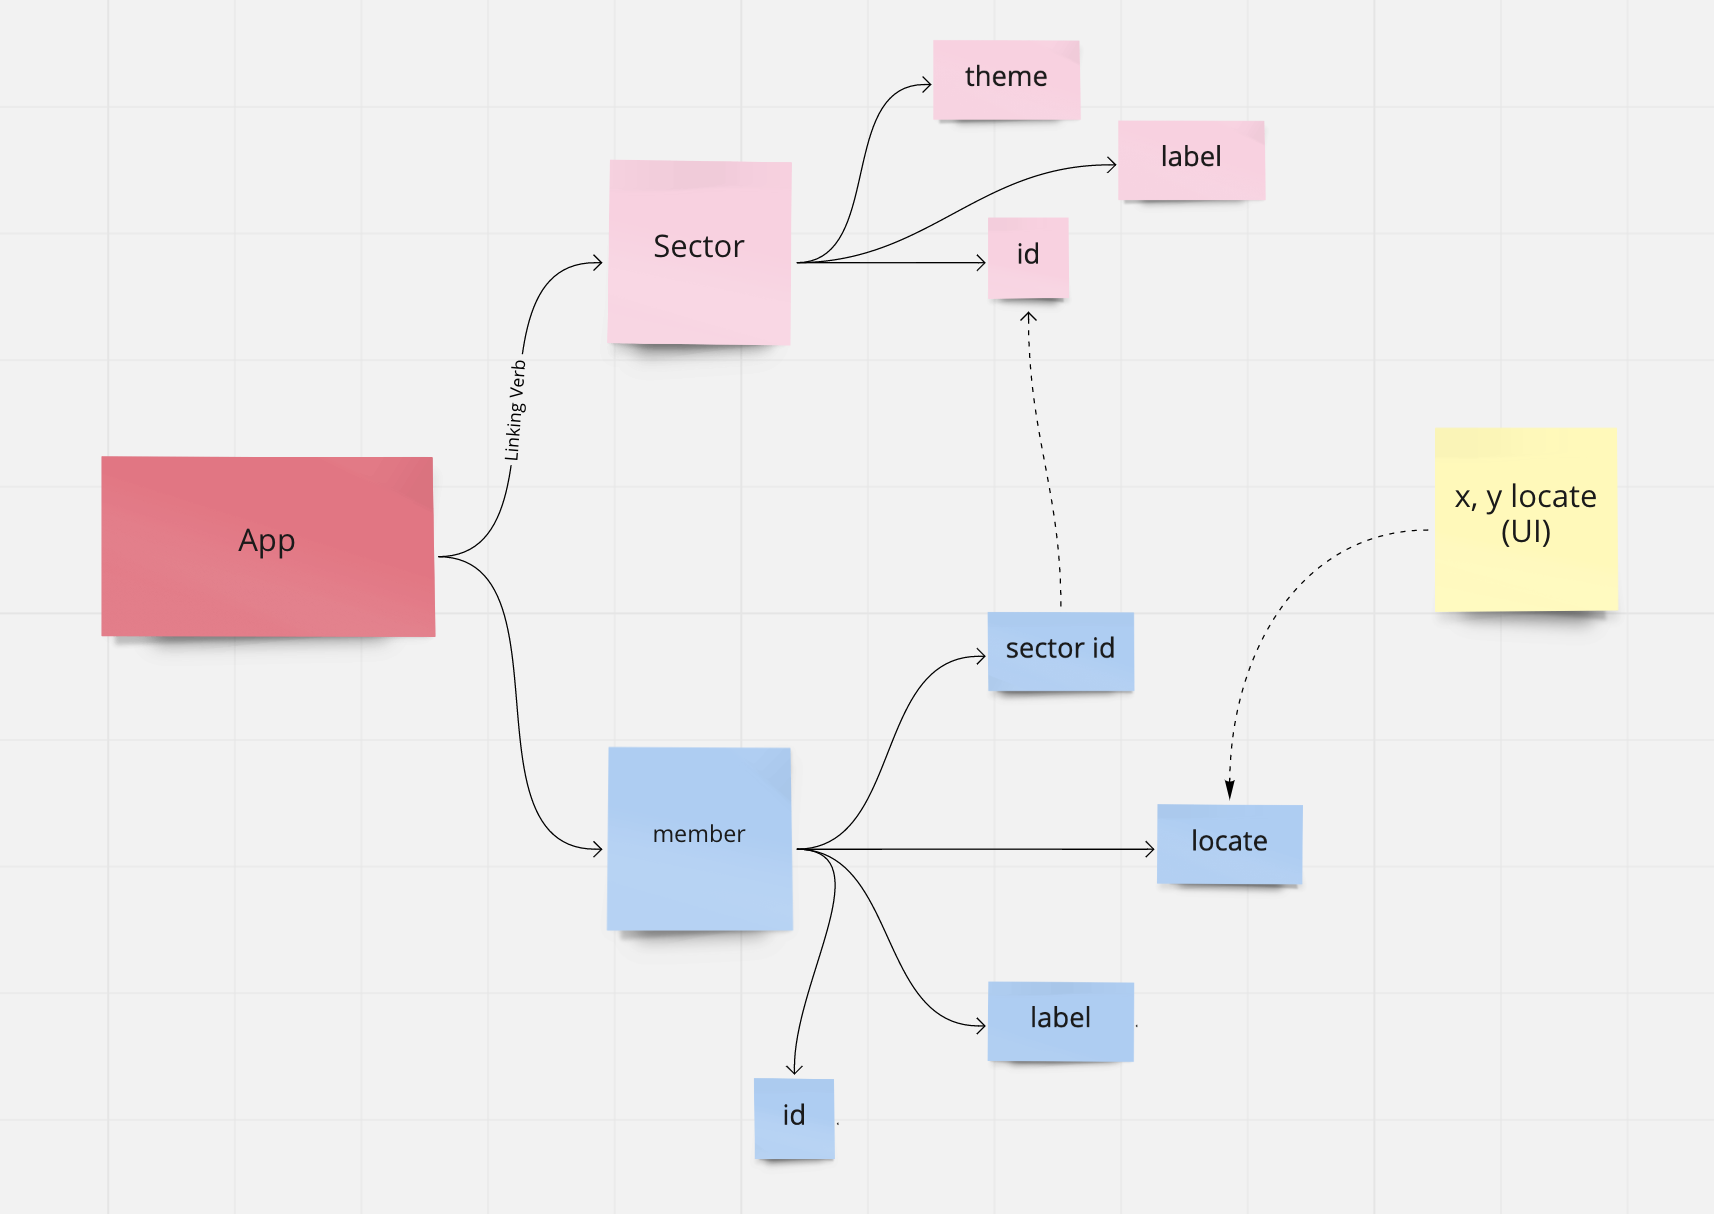 theme
label
Sector
id
Linking Verb
App
x, y locate
(UI)
sector id
member
locate
label
id